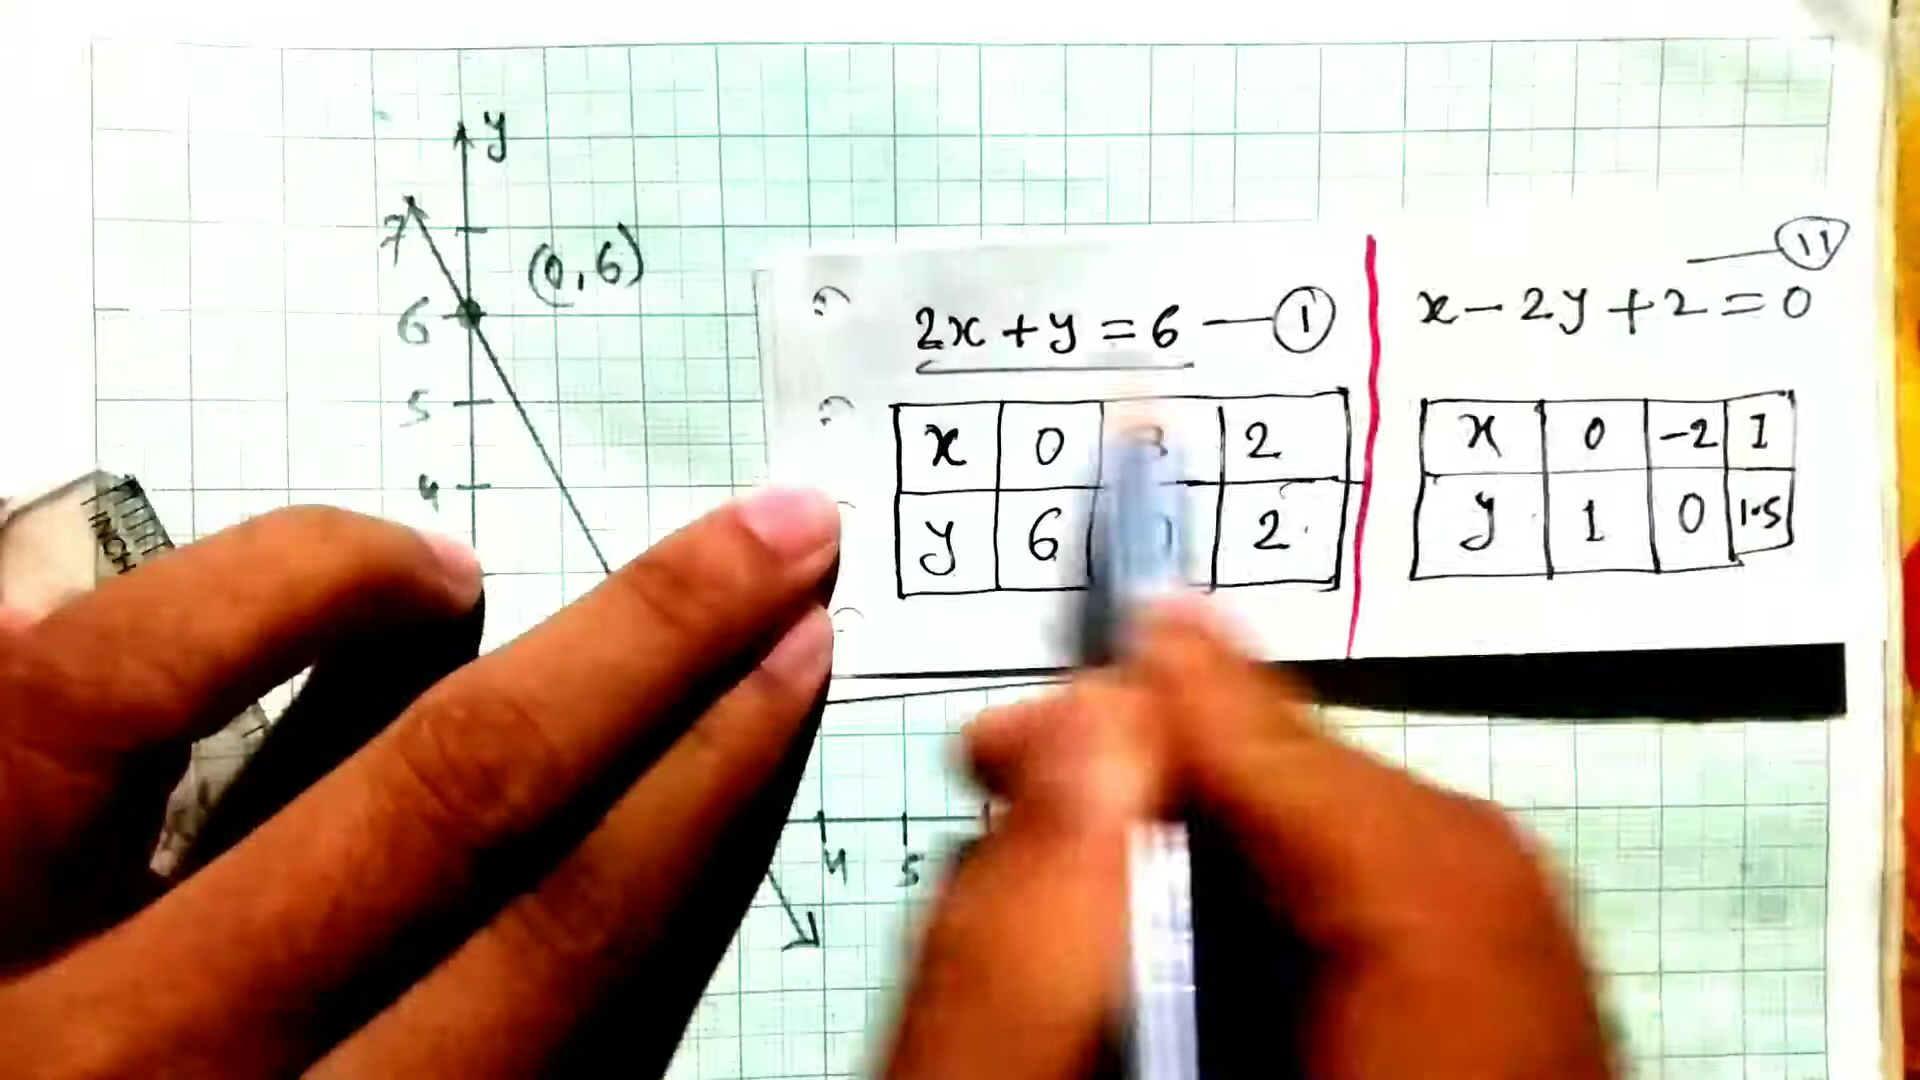 y
7
(0,6)
6
5
4
INCH
2x + y = 6 — ①
x 0 3 2
y 6 2
— ⑪
x - 2y + 2 = 0
x 0 -2 1
y 1 0 1.5
4 5